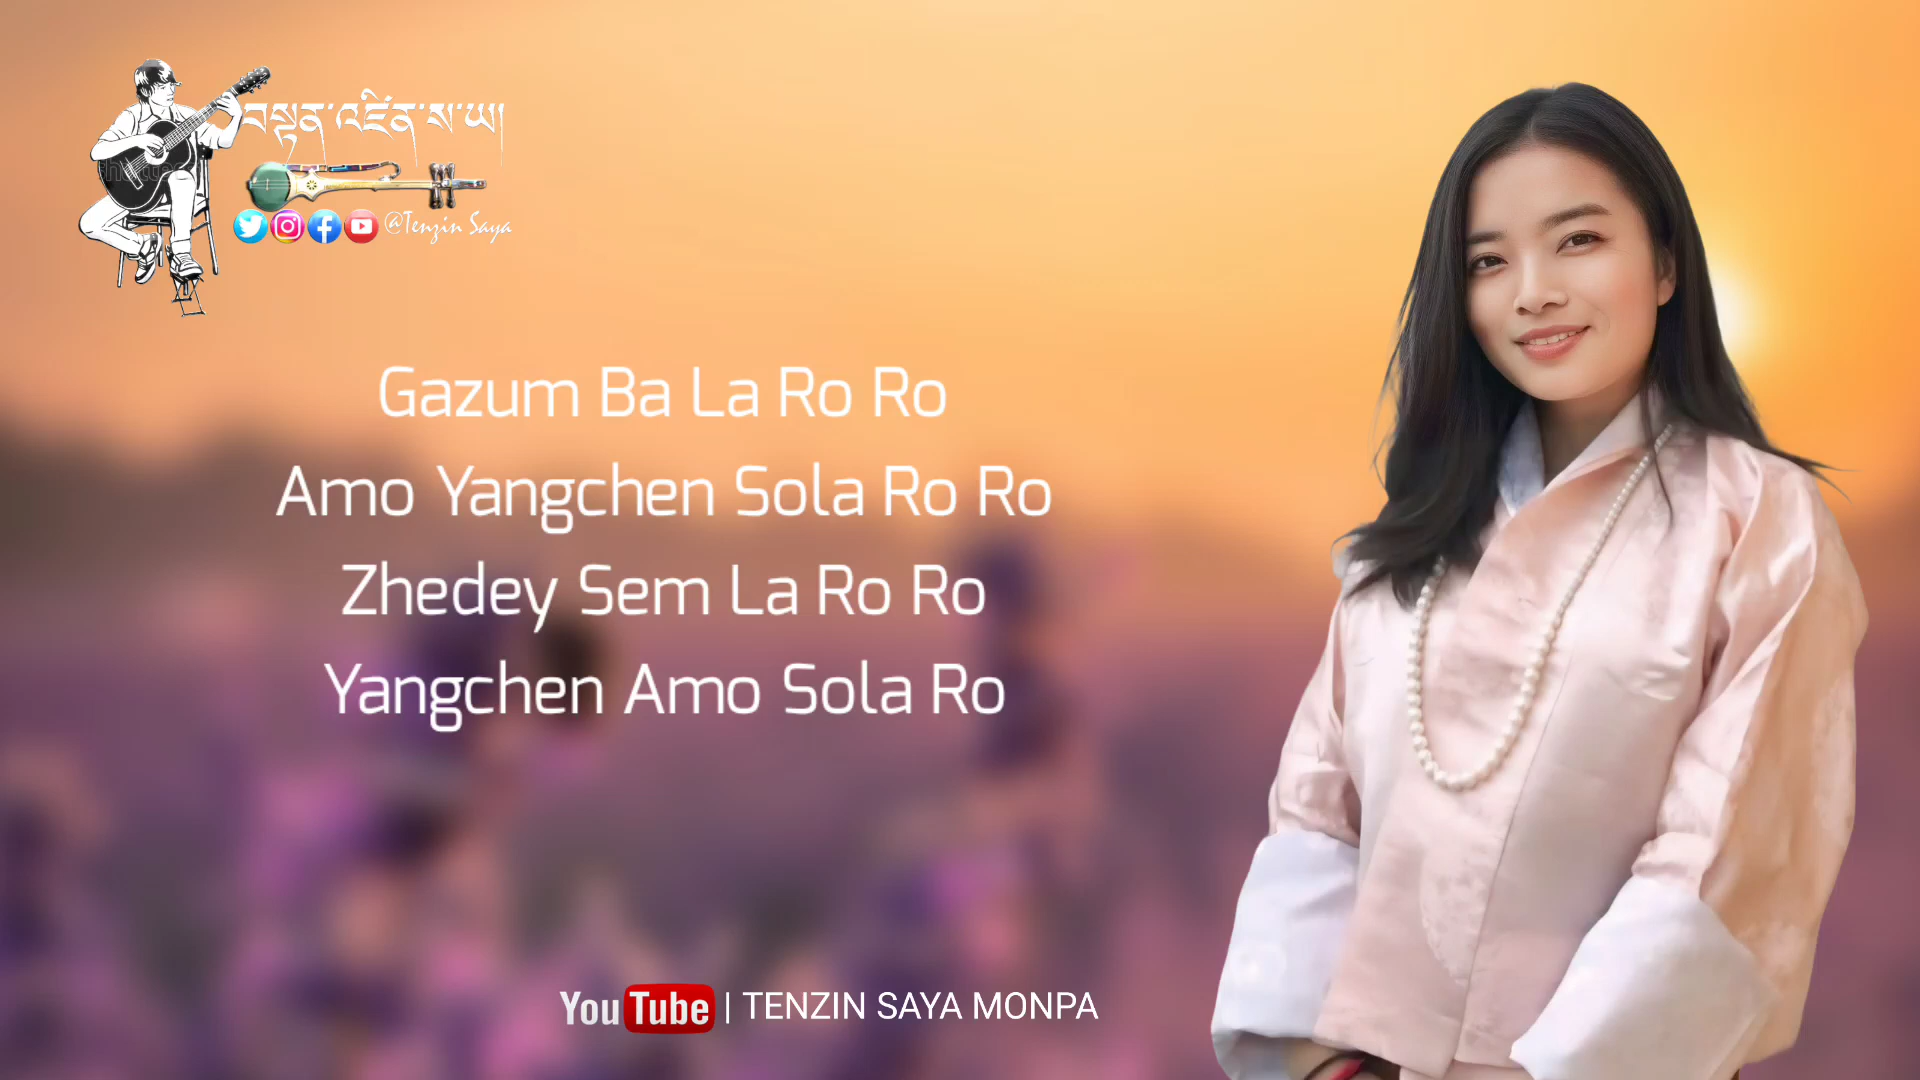 བསྟན་འཛིན་ས་ཡ།
@Tenzin Saya
Gazum Ba La Ro Ro
Amo Yangchen Sola Ro Ro
Zhedey Sem La Ro Ro
Yangchen Amo Sola Ro
YouTube | TENZIN SAYA MONPA